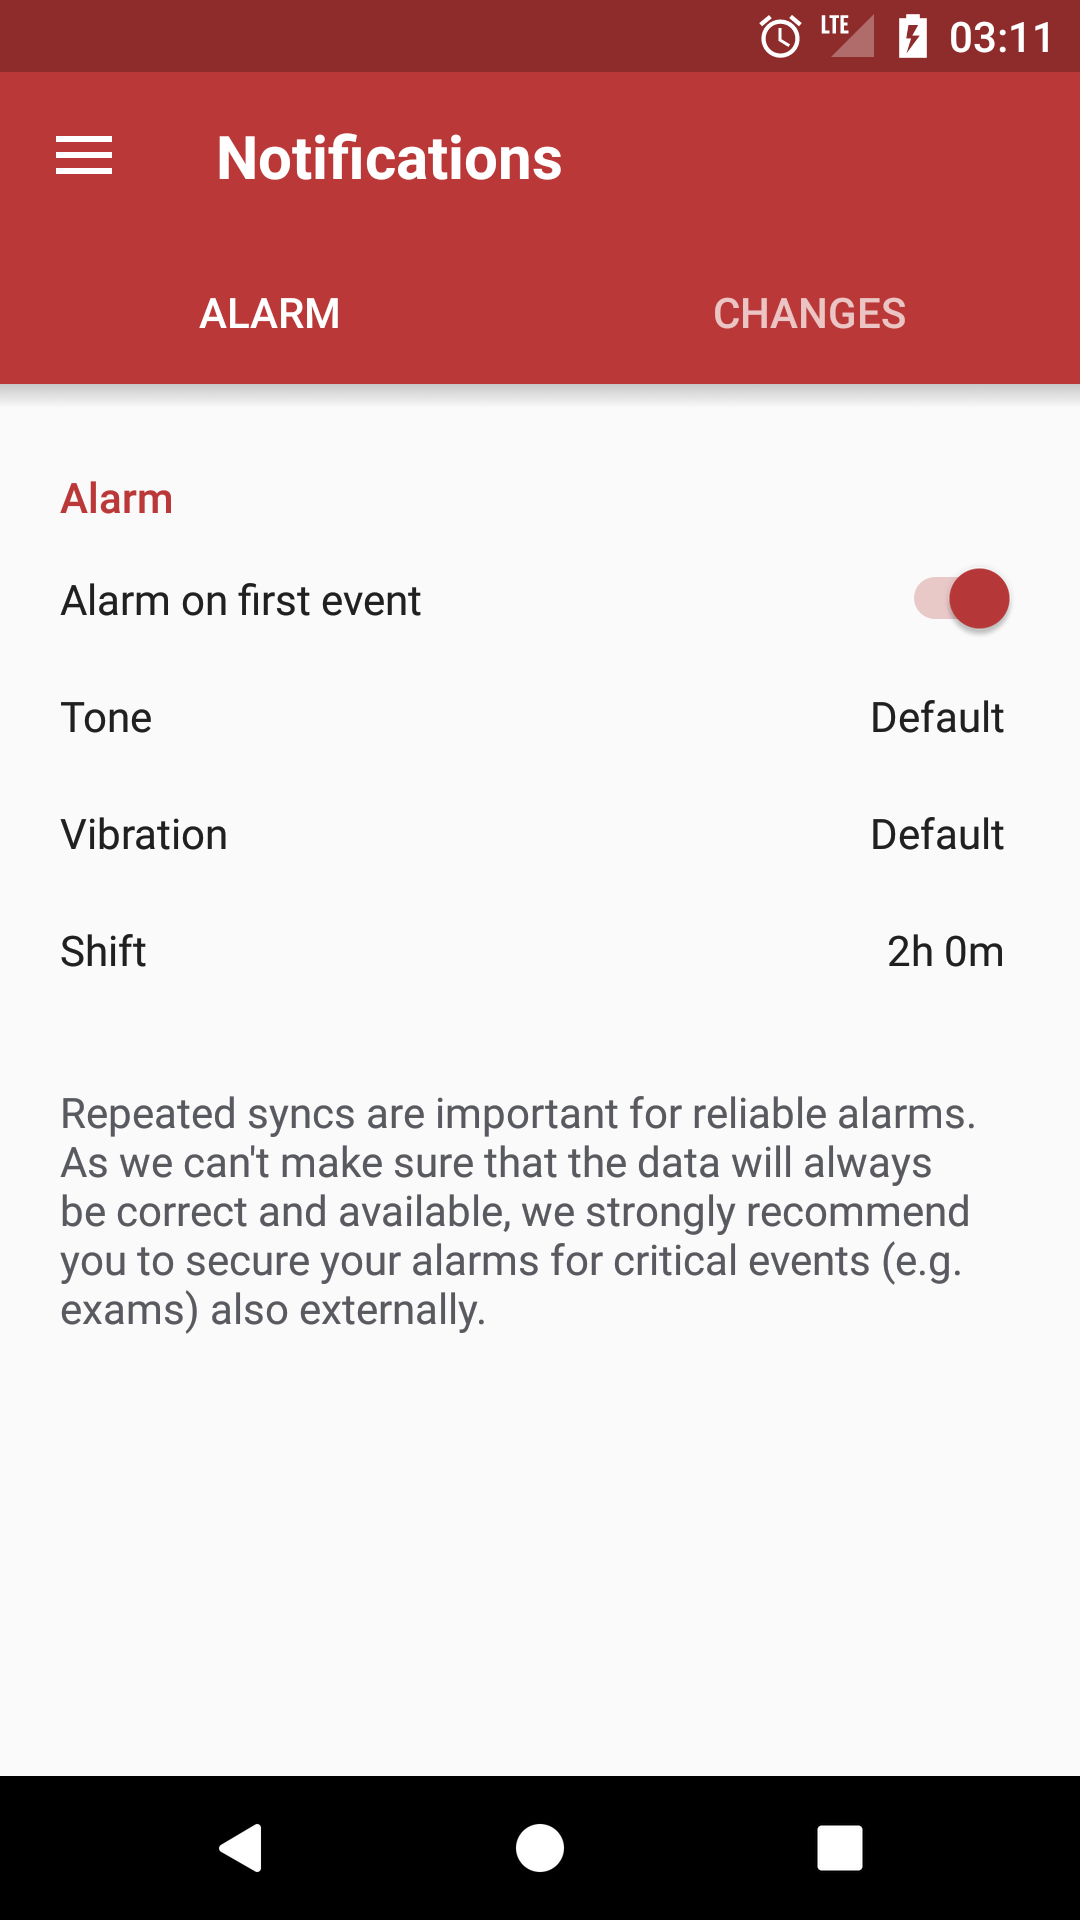 LTE 03:11
Notifications
ALARM CHANGES
Alarm
Alarm on first event
Tone Default
Vibration Default
Shift 2h 0m
Repeated syncs are important for reliable alarms.
As we can't make sure that the data will always
be correct and available, we strongly recommend
you to secure your alarms for critical events (e.g.
exams) also externally.